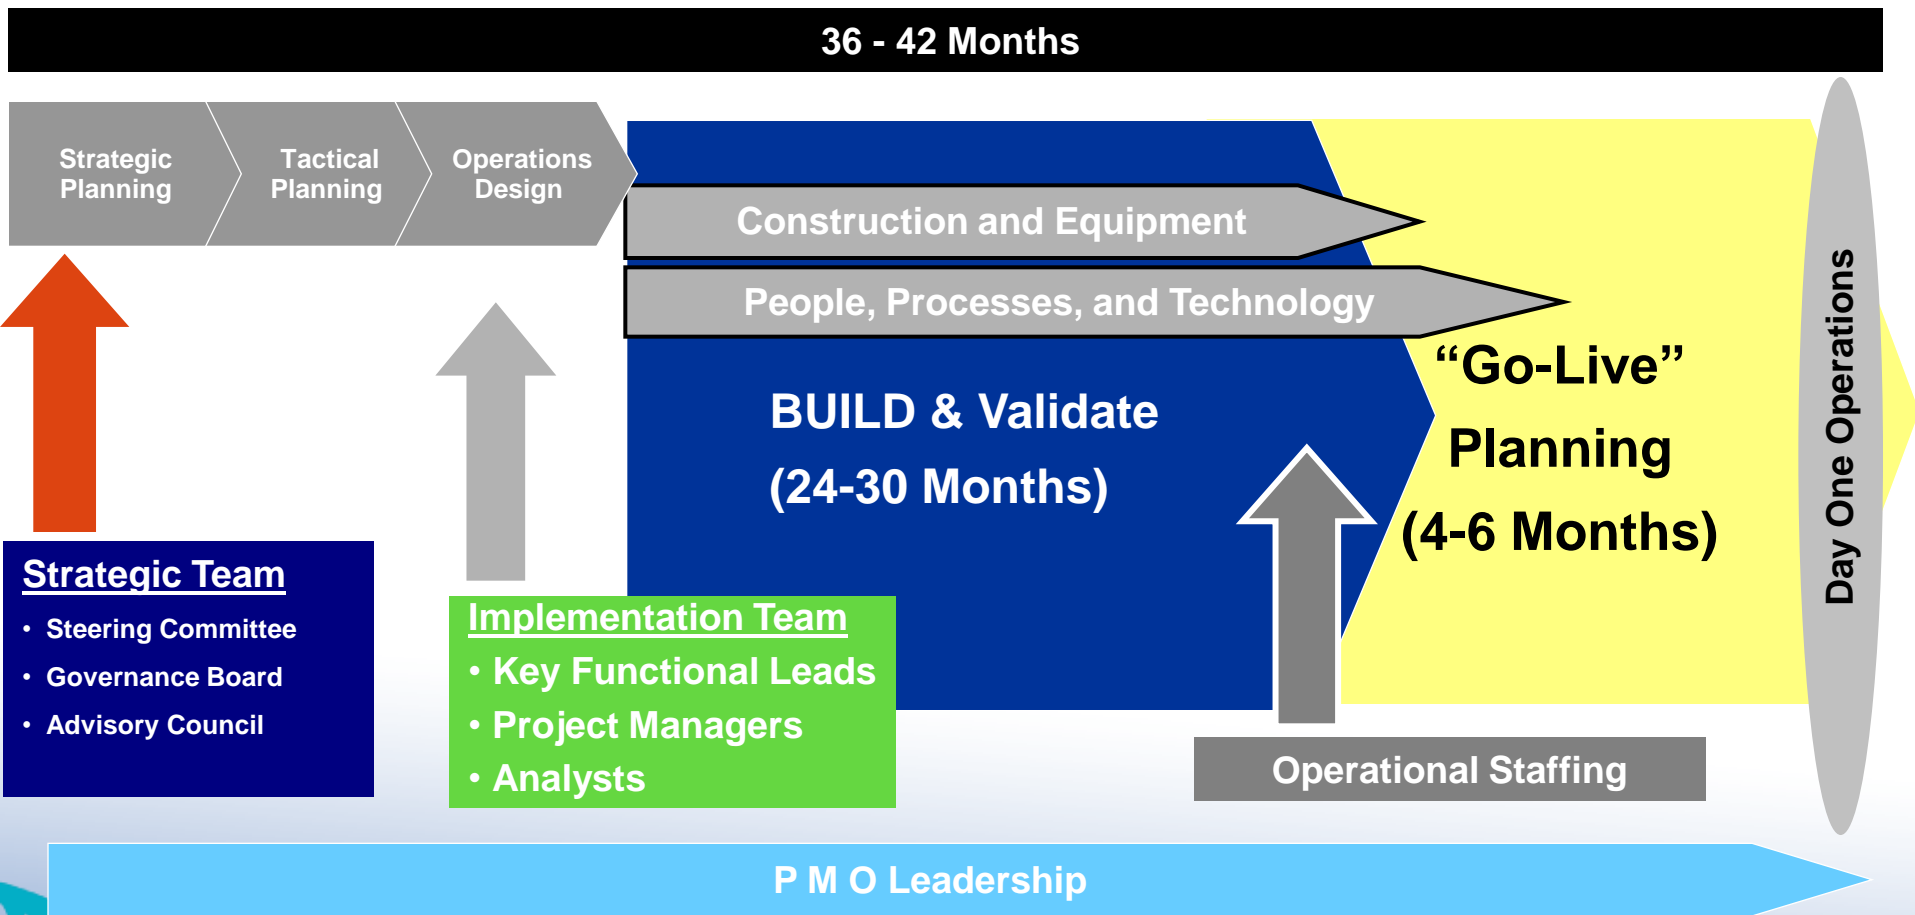 36 - 42 Months
Strategic
Planning
Tactical
Planning
Operations
Design
Construction and Equipment
People, Processes, and Technology
BUILD & Validate
(24-30 Months)
“Go-Live”
Planning
(4-6 Months)
Day One Operations
Strategic Team
• Steering Committee
• Governance Board
• Advisory Council
Implementation Team
• Key Functional Leads
• Project Managers
• Analysts
Operational Staffing
P M O Leadership